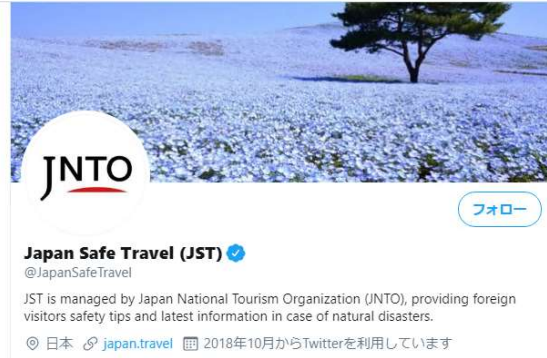 JNTO
フォロー
Japan Safe Travel (JST)
@JapanSafeTravel
JST is managed by Japan National Tourism Organization (JNTO), providing foreign
visitors safety tips and latest information in case of natural disasters.
日本 japan.travel 2018年10月からTwitterを利用しています